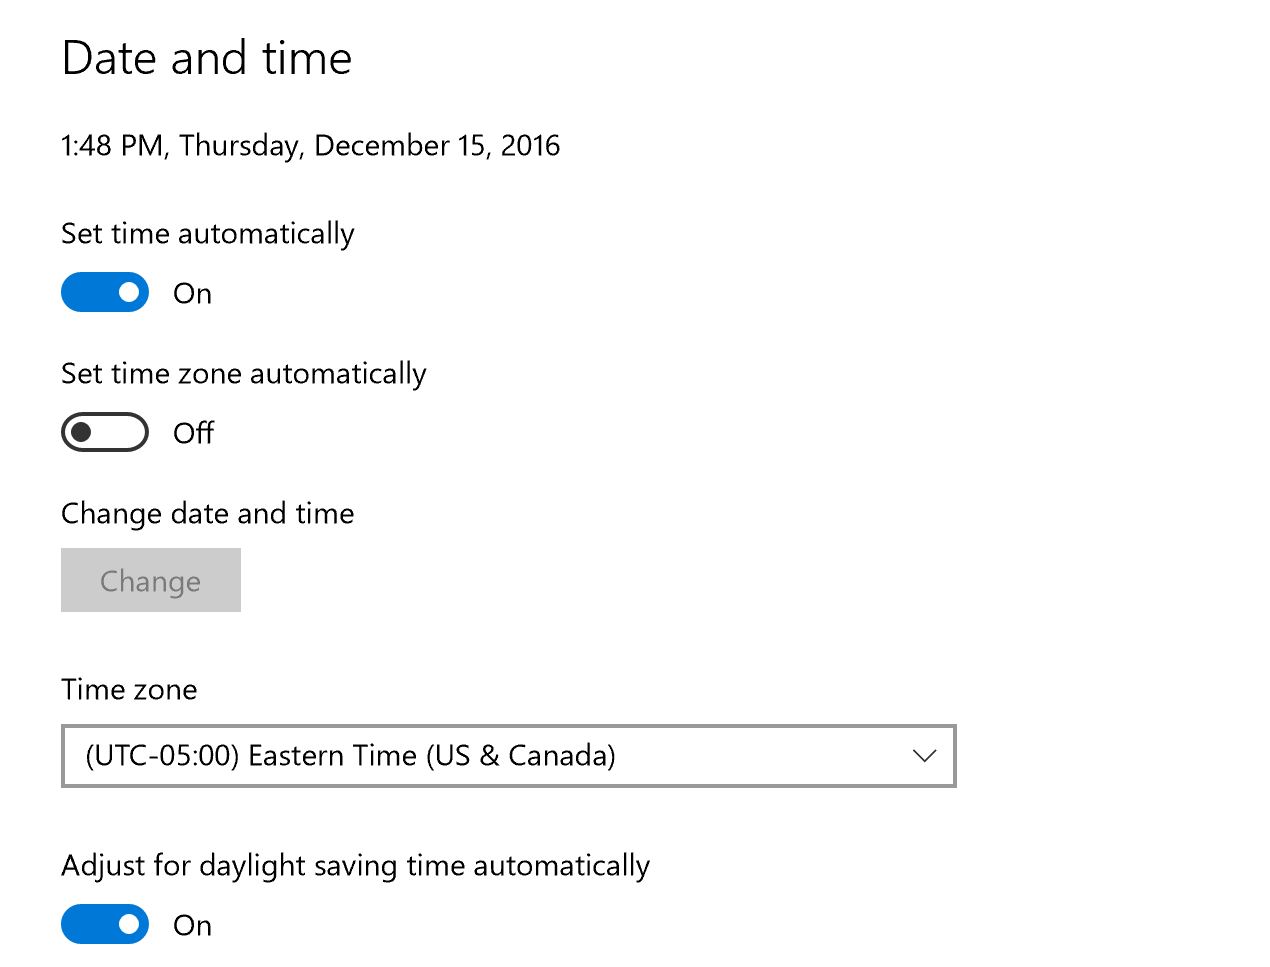 Date and time
1:48 PM, Thursday, December 15, 2016
Set time automatically
On
Set time zone automatically
Off
Change date and time
Change
Time zone
(UTC-05:00) Eastern Time (US & Canada)
Adjust for daylight saving time automatically
On